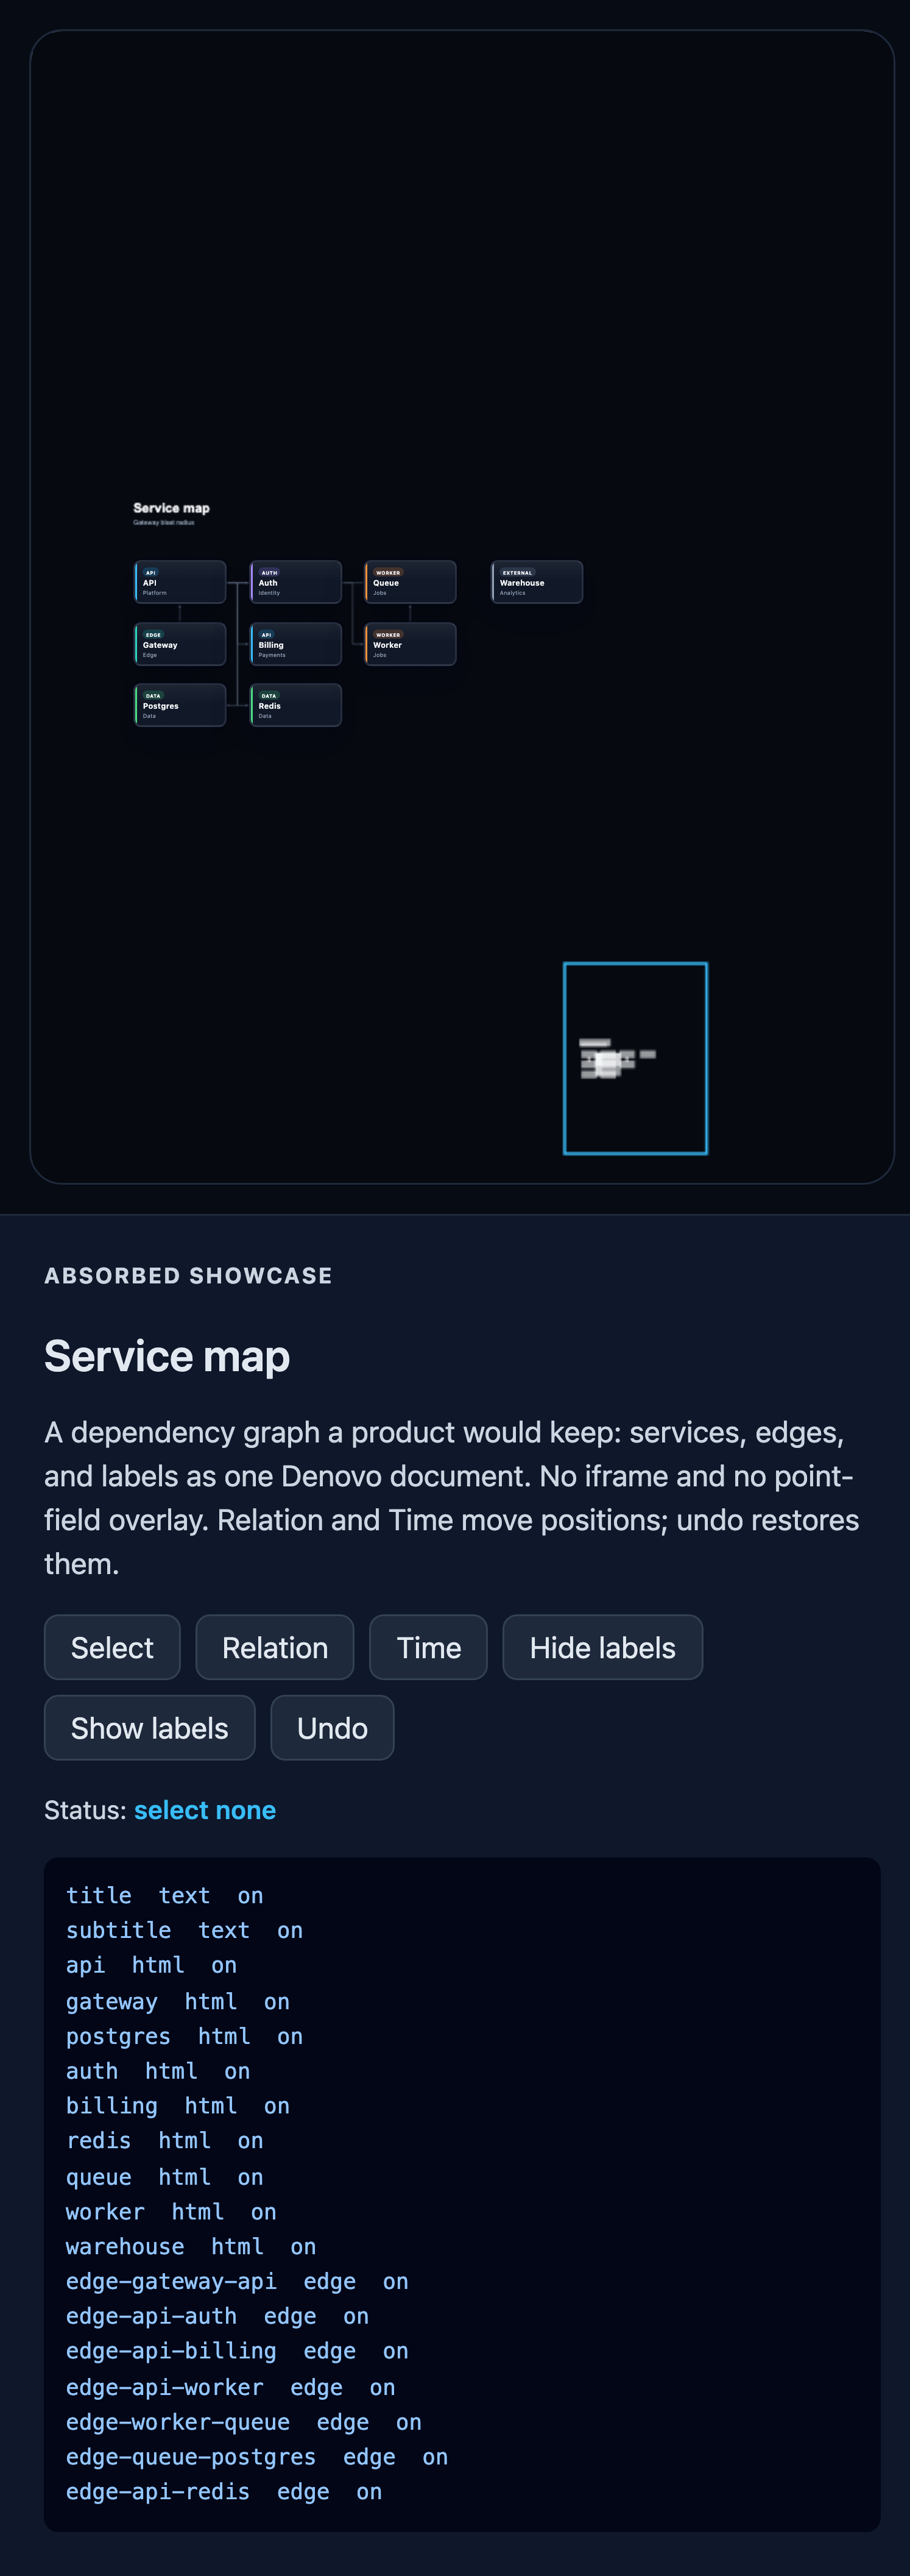 Service map
Gateway blast radius
API
API
Platform
AUTH
Auth
Identity
WORKER
Queue
Jobs
EXTERNAL
Warehouse
Analytics
EDGE
Gateway
Edge
API
Billing
Payments
WORKER
Worker
Jobs
DATA
Postgres
Data
DATA
Redis
Data
ABSORBED SHOWCASE
Service map
A dependency graph a product would keep: services, edges,
and labels as one Denovo document. No iframe and no point-
field overlay. Relation and Time move positions; undo restores
them.
Select Relation Time Hide labels
Show labels Undo
Status: select none
title text on
subtitle text on
api html on
gateway html on
postgres html on
auth html on
billing html on
redis html on
queue html on
worker html on
warehouse html on
edge-gateway-api edge on
edge-api-auth edge on
edge-api-billing edge on
edge-api-worker edge on
edge-worker-queue edge on
edge-queue-postgres edge on
edge-api-redis edge on